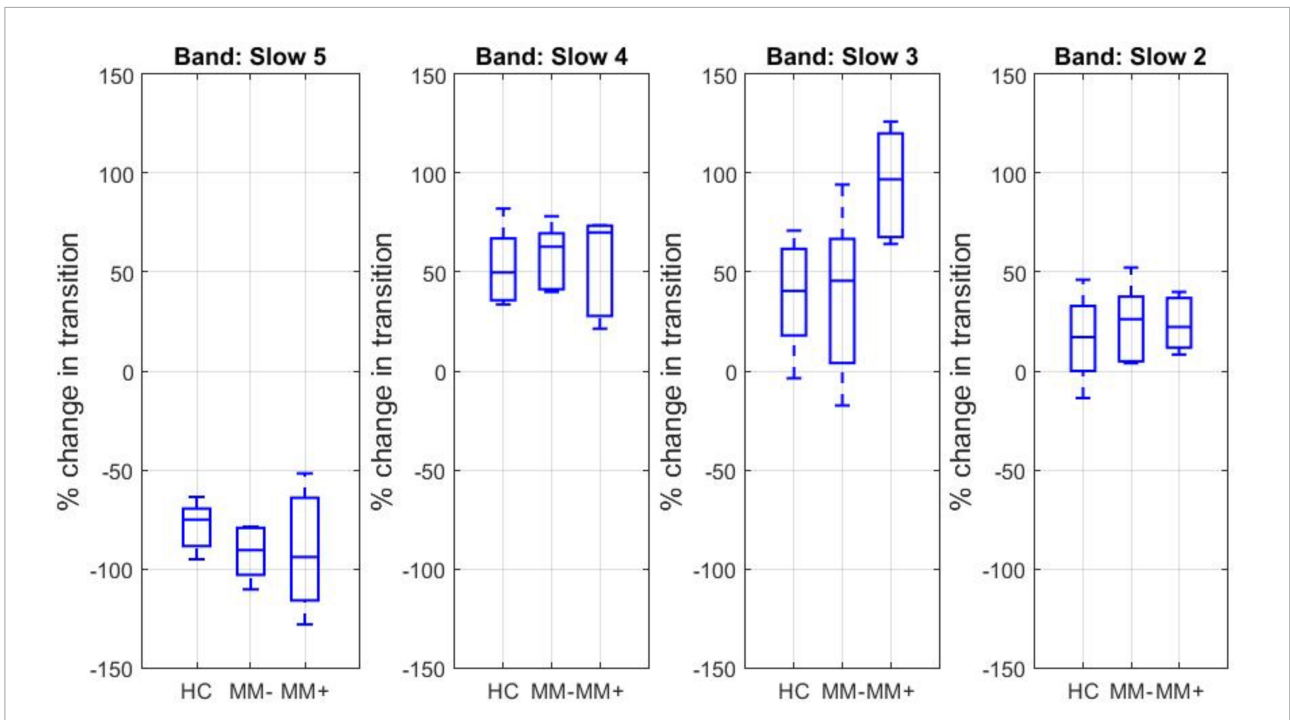 Band: Slow 5
150
100
50
0
-50
-100
-150
% change in transition
HC MM- MM+
Band: Slow 4
150
100
50
0
-50
-100
-150
% change in transition
HC MM- MM+
Band: Slow 3
150
100
50
0
-50
-100
-150
% change in transition
HC MM- MM+
Band: Slow 2
150
100
50
0
-50
-100
-150
% change in transition
HC MM- MM+